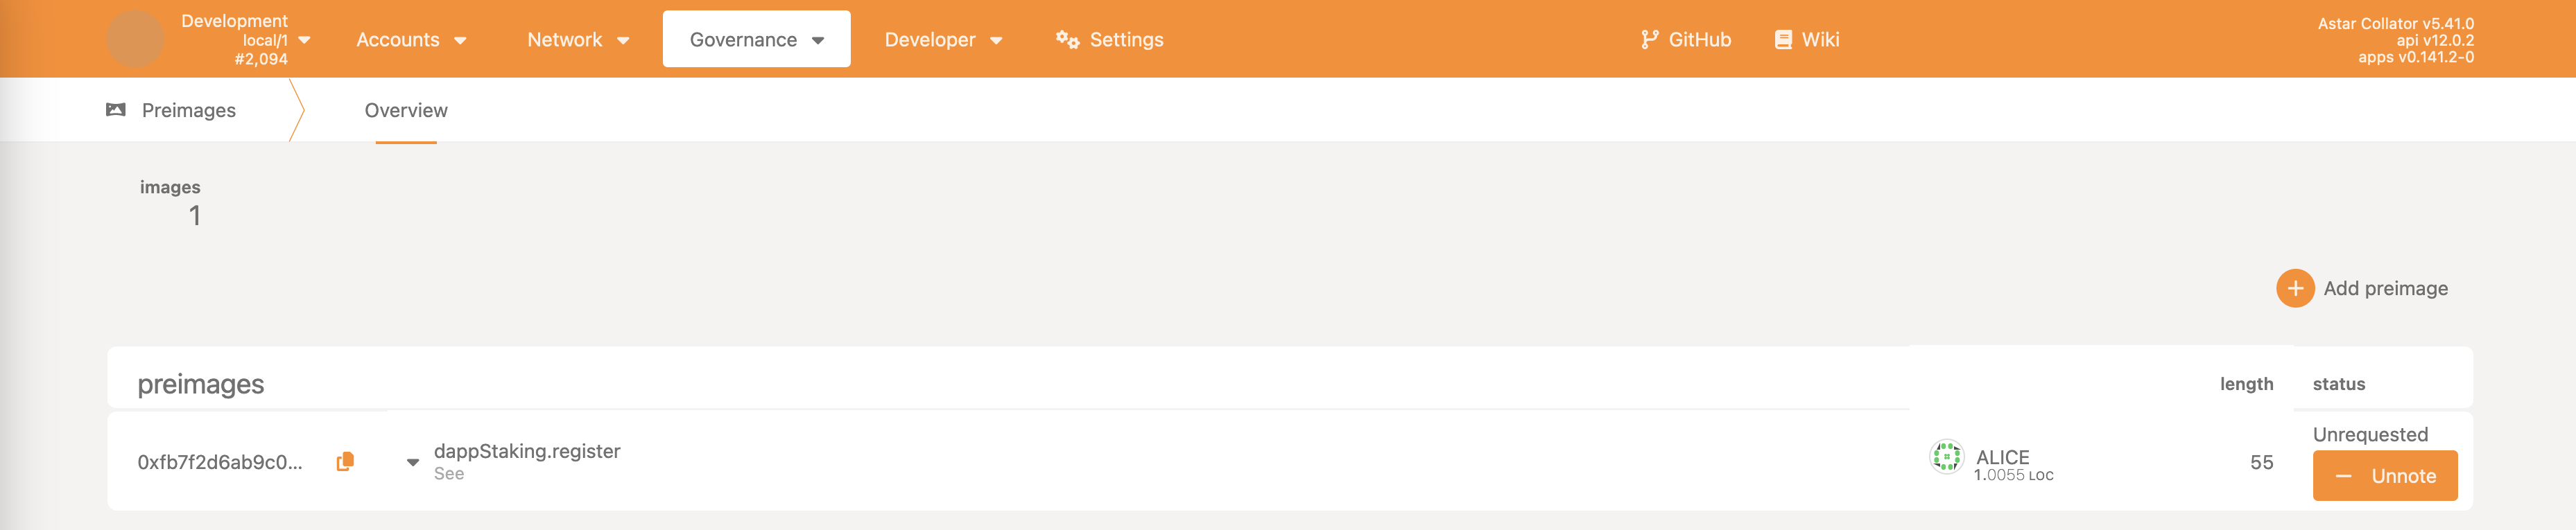 Development
local/1
#2,094
Accounts
Network
Governance
Developer
Settings
GitHub
Wiki
Astar Collator v5.41.0
api v12.0.2
apps v0.141.2-0
Preimages
Overview
images
1
Add preimage
preimages length status
0xfb7f2d6ab9c0...
dappStaking.register
See
ALICE
1.0055 LOC
55
Unrequested
Unnote